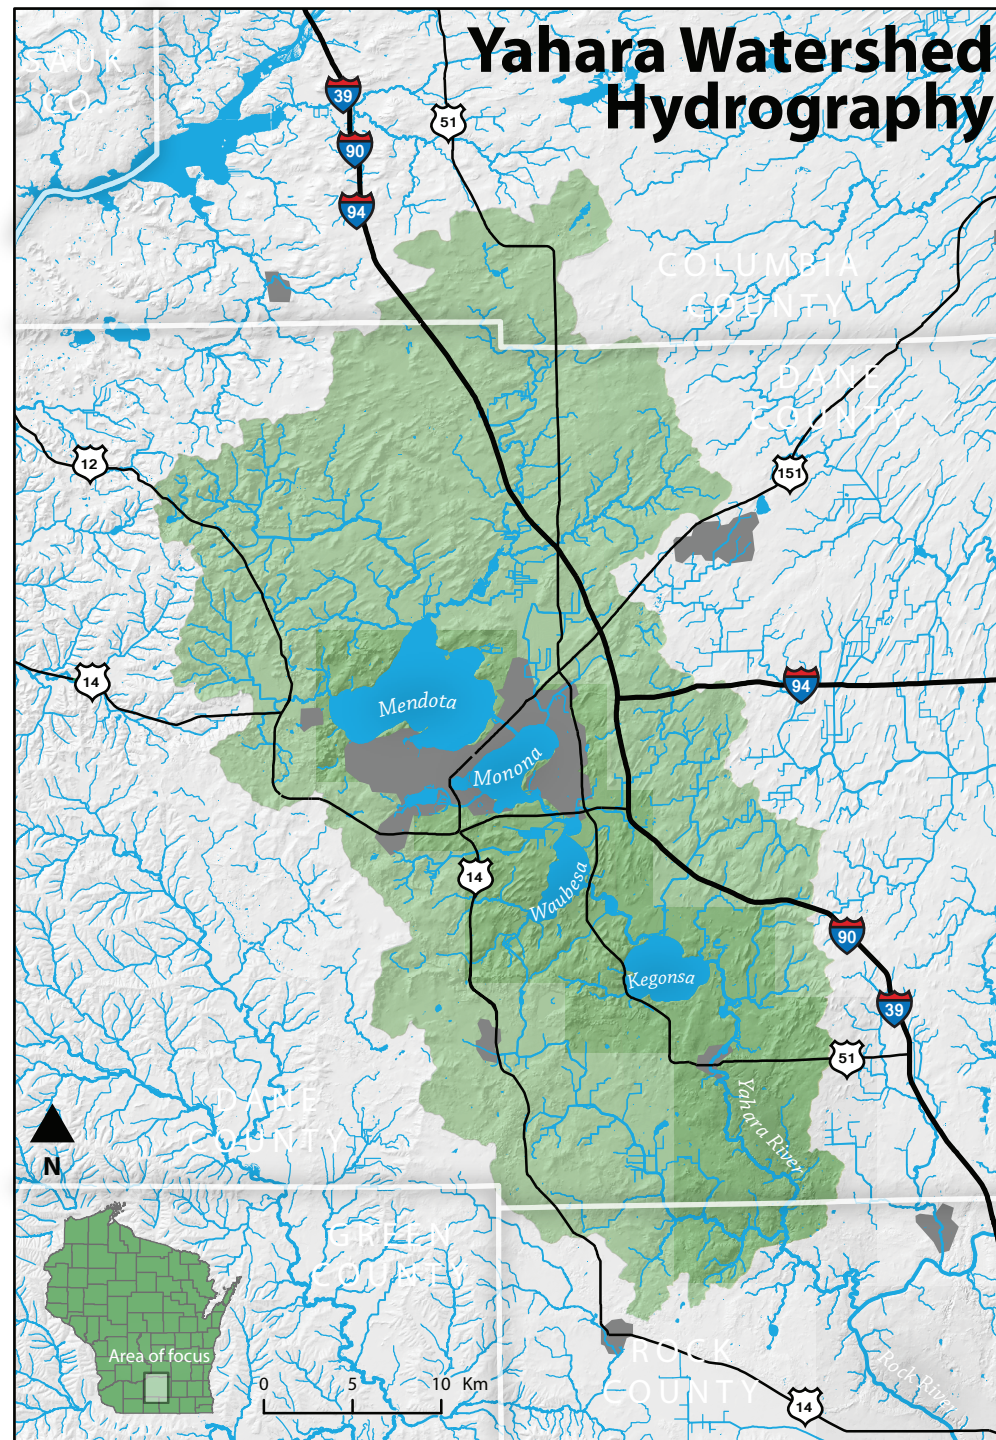 Yahara Watershed
Hydrography
SAUK
CO
39
51
90
94
COLUMBIA
COUNTY
DANE
COUNTY
12
151
14
94
Mendota
Monona
14
Waubesa
90
Kegonsa
39
51
Yahara River
DANE
COUNTY
N
GREEN
COUNTY
Area of focus
0 5 10 Km
ROCK
COUNTY
Rock River
14